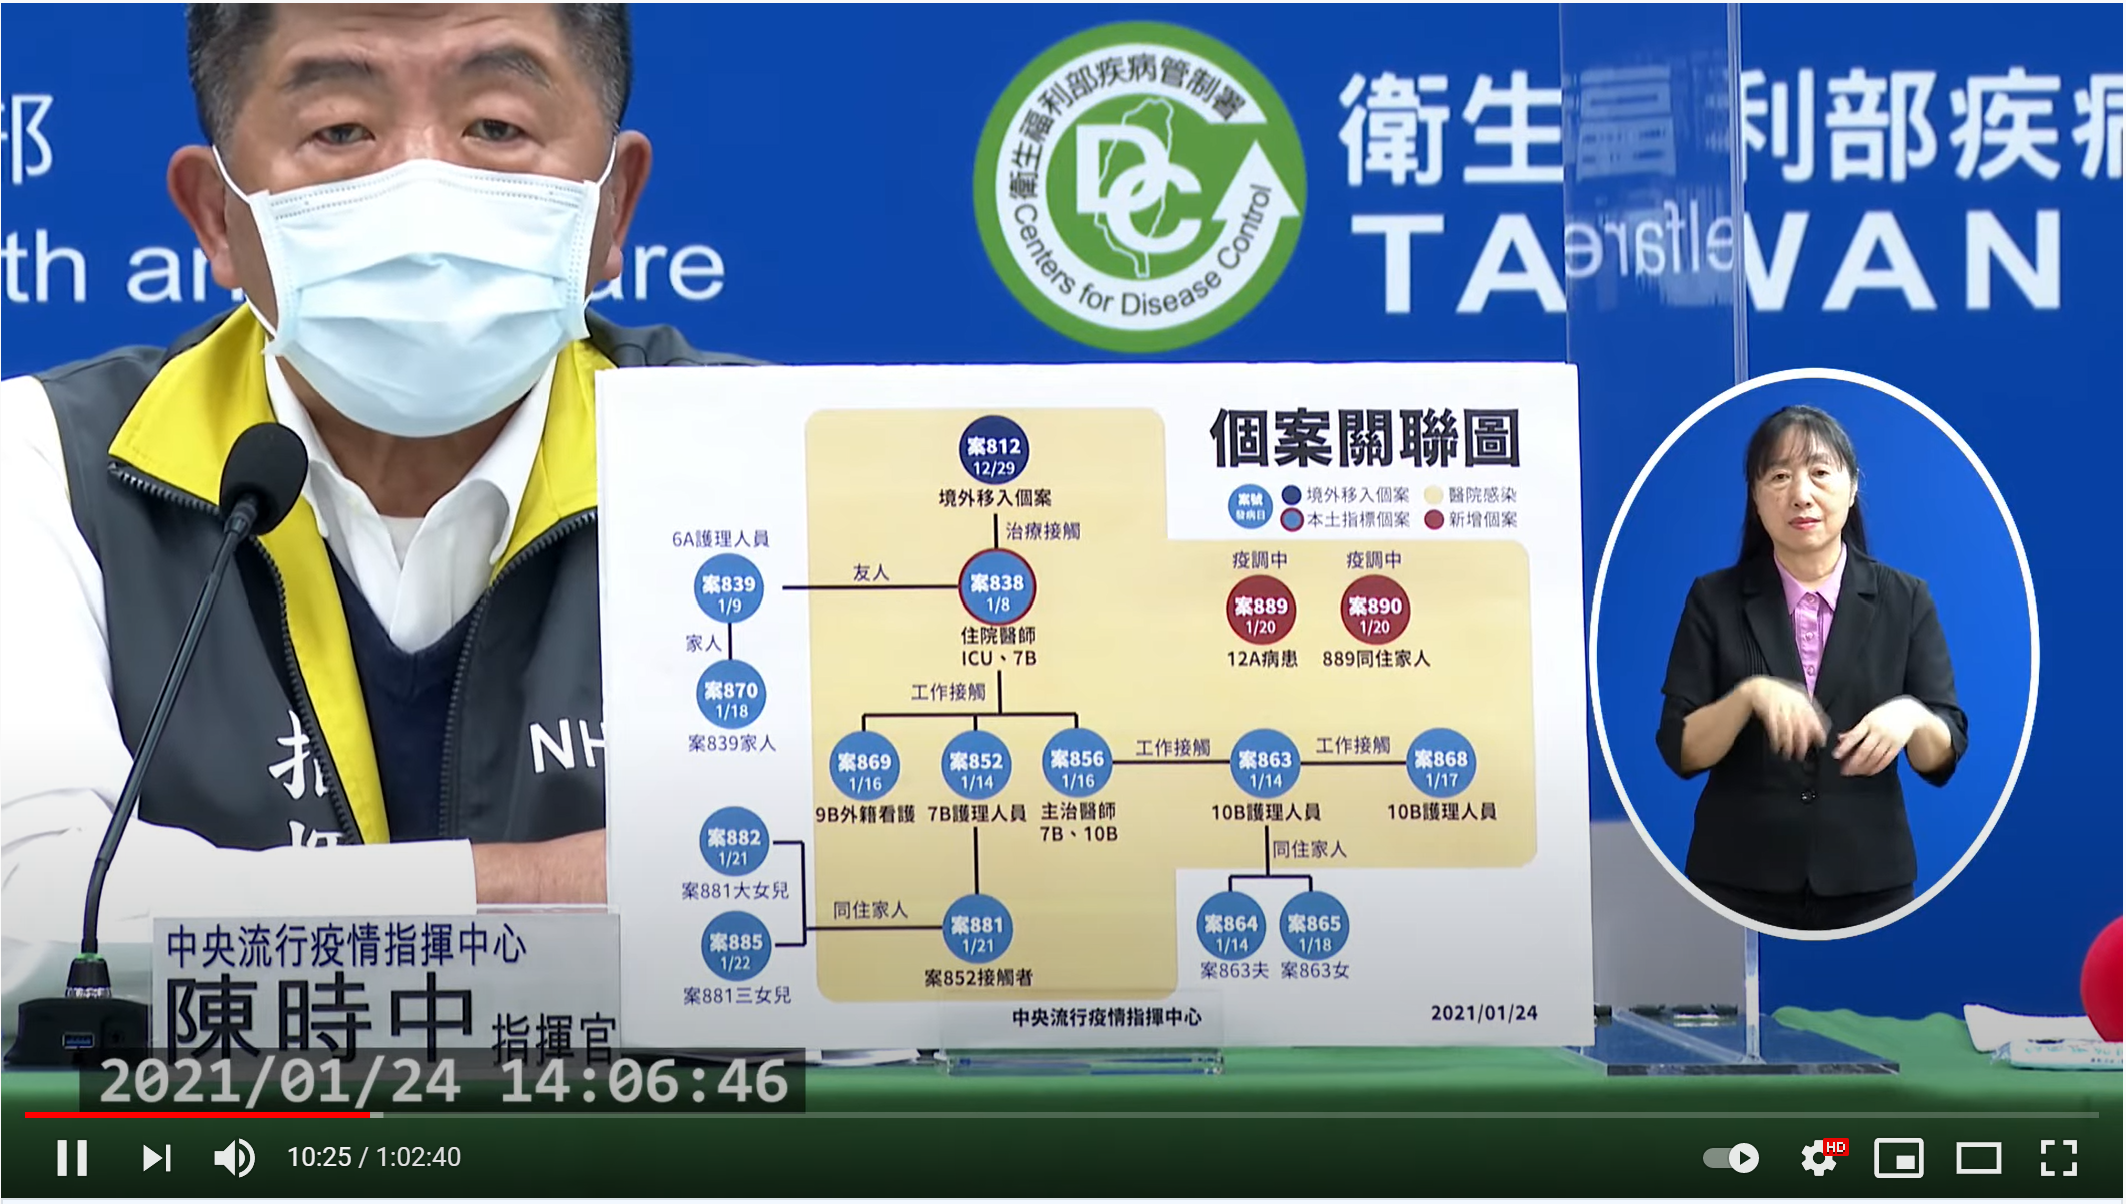 部
th an
are
衛生福利部疾病管制署
Centers for Disease Control
DC
衛生福利部疾病
TAIWAN
elfare
個案關聯圖
案號
發病日
境外移入個案
醫院感染
本土指標個案
新增個案
案812
12/29
境外移入個案
治療接觸
6A護理人員
案839
1/9
友人
案838
1/8
住院醫師
ICU、7B
疫調中
案889
1/20
12A病患
疫調中
案890
1/20
889同住家人
家人
案870
1/18
案839家人
工作接觸
案869
1/16
9B外籍看護
案852
1/14
7B護理人員
案856
1/16
主治醫師
7B、10B
工作接觸
案863
1/14
10B護理人員
工作接觸
案868
1/17
10B護理人員
案882
1/21
案881大女兒
案885
1/22
案881三女兒
同住家人
案881
1/21
案852接觸者
同住家人
案864
1/14
案863夫
案865
1/18
案863女
中央流行疫情指揮中心
2021/01/24
指揮
NH
中央流行疫情指揮中心
陳時中 指揮官
2021/01/24 14:06:46
10:25 / 1:02:40
HD